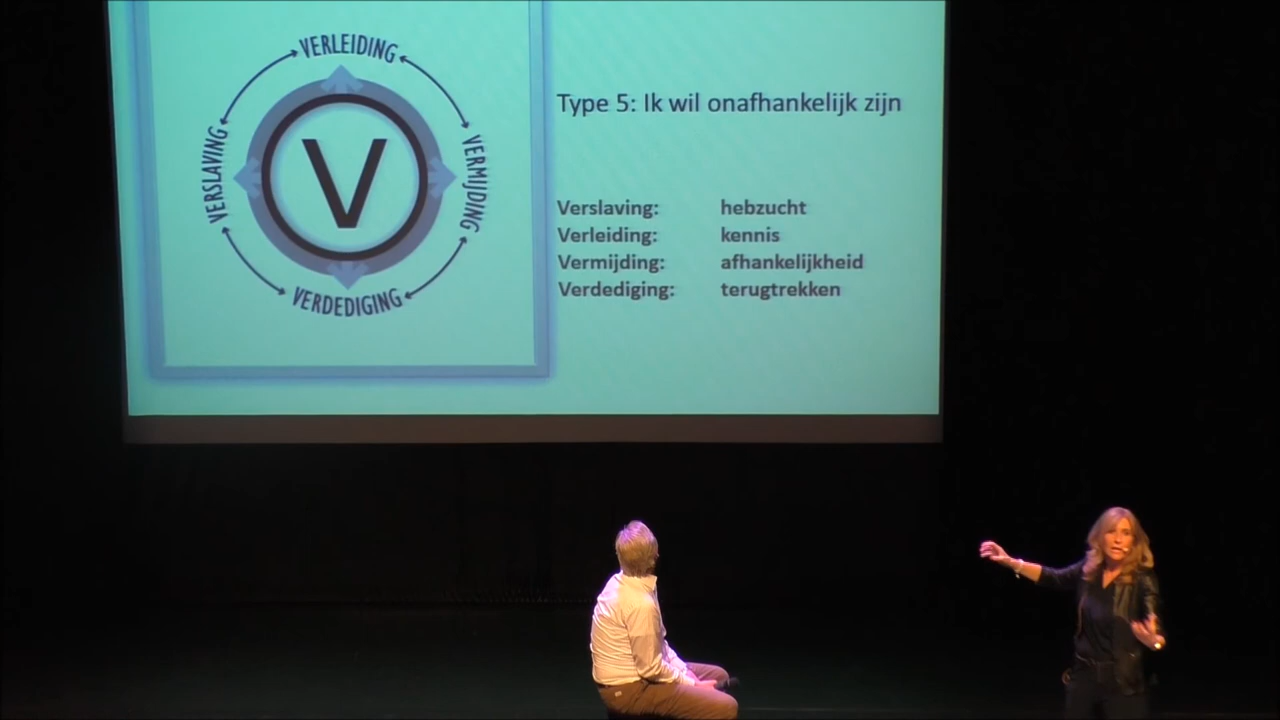 VERLEIDING
VERSLAVING
V
VERMIJDING
VERDEDIGING
Type 5: Ik wil onafhankelijk zijn
Verslaving: hebzucht
Verleiding: kennis
Vermijding: afhankelijkheid
Verdediging: terugtrekken